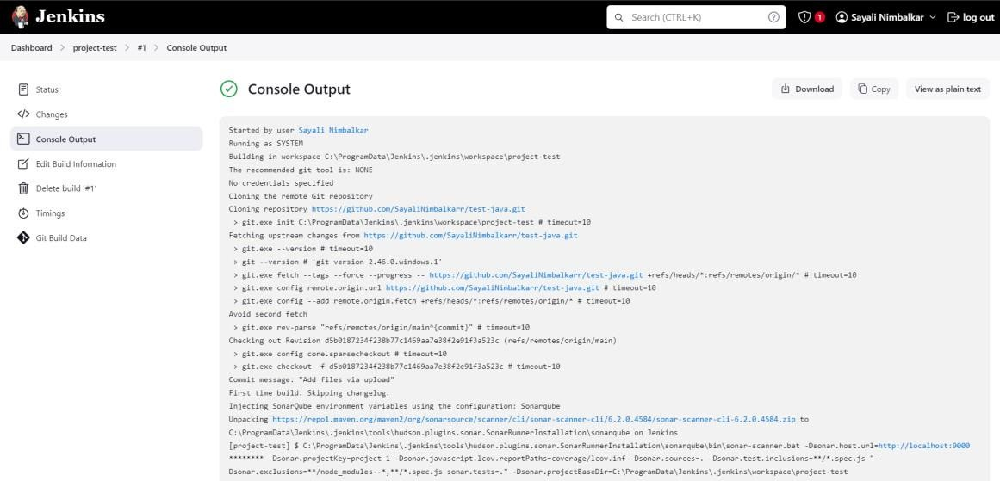 Jenkins
Search (CTRL+K)
?
1
Sayali Nimbalkar
log out
Dashboard > project-test > #1 > Console Output
Status
Changes
Console Output
Edit Build Information
Delete build '#1'
Timings
Git Build Data
Console Output
Download
Copy
View as plain text
Started by user Sayali Nimbalkar
Running as SYSTEM
Building in workspace C:\ProgramData\Jenkins\.jenkins\workspace\project-test
The recommended git tool is: NONE
No credentials specified
Cloning the remote Git repository
Cloning repository https://github.com/SayaliNimbalkarr/test-java.git
 > git.exe init C:\ProgramData\Jenkins\.jenkins\workspace\project-test # timeout=10
Fetching upstream changes from https://github.com/SayaliNimbalkarr/test-java.git
 > git.exe --version # timeout=10
 > git --version # 'git version 2.46.0.windows.1'
 > git.exe fetch --tags --force --progress -- https://github.com/SayaliNimbalkarr/test-java.git +refs/heads/*:refs/remotes/origin/* # timeout=10
 > git.exe config remote.origin.url https://github.com/SayaliNimbalkarr/test-java.git # timeout=10
 > git.exe config --add remote.origin.fetch +refs/heads/*:refs/remotes/origin/* # timeout=10
Avoid second fetch
 > git.exe rev-parse "refs/remotes/origin/main^{commit}" # timeout=10
Checking out Revision d5b0187234f238b77c1469aa7e38f2e91f3a523c (refs/remotes/origin/main)
 > git.exe config core.sparsecheckout # timeout=10
 > git.exe checkout -f d5b0187234f238b77c1469aa7e38f2e91f3a523c # timeout=10
Commit message: "Add files via upload"
First time build. Skipping changelog.
Injecting SonarQube environment variables using the configuration: Sonarqube
Unpacking https://repo1.maven.org/maven2/org/sonarsource/scanner/cli/sonar-scanner-cli/6.2.0.4584/sonar-scanner-cli-6.2.0.4584.zip to
C:\ProgramData\Jenkins\.jenkins\tools\hudson.plugins.sonar.SonarRunnerInstallation\sonarqube on Jenkins
[project-test] $ C:\ProgramData\Jenkins\.jenkins\tools\hudson.plugins.sonar.SonarRunnerInstallation\sonarqube\bin\sonar-scanner.bat -Dsonar.host.url=http://localhost:9000
******** -Dsonar.projectKey=project-1 -Dsonar.javascript.lcov.reportPaths=coverage/lcov.inf -Dsonar.sources=. -Dsonar.test.inclusions=**/*.spec.js "-
Dsonar.exclusions=**/node_modules--*,**/*.spec.js sonar.tests=." -Dsonar.projectBaseDir=C:\ProgramData\Jenkins\.jenkins\workspace\project-test